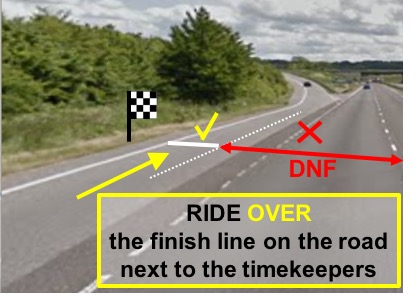 DNF
RIDE OVER
the finish line on the road
next to the timekeepers